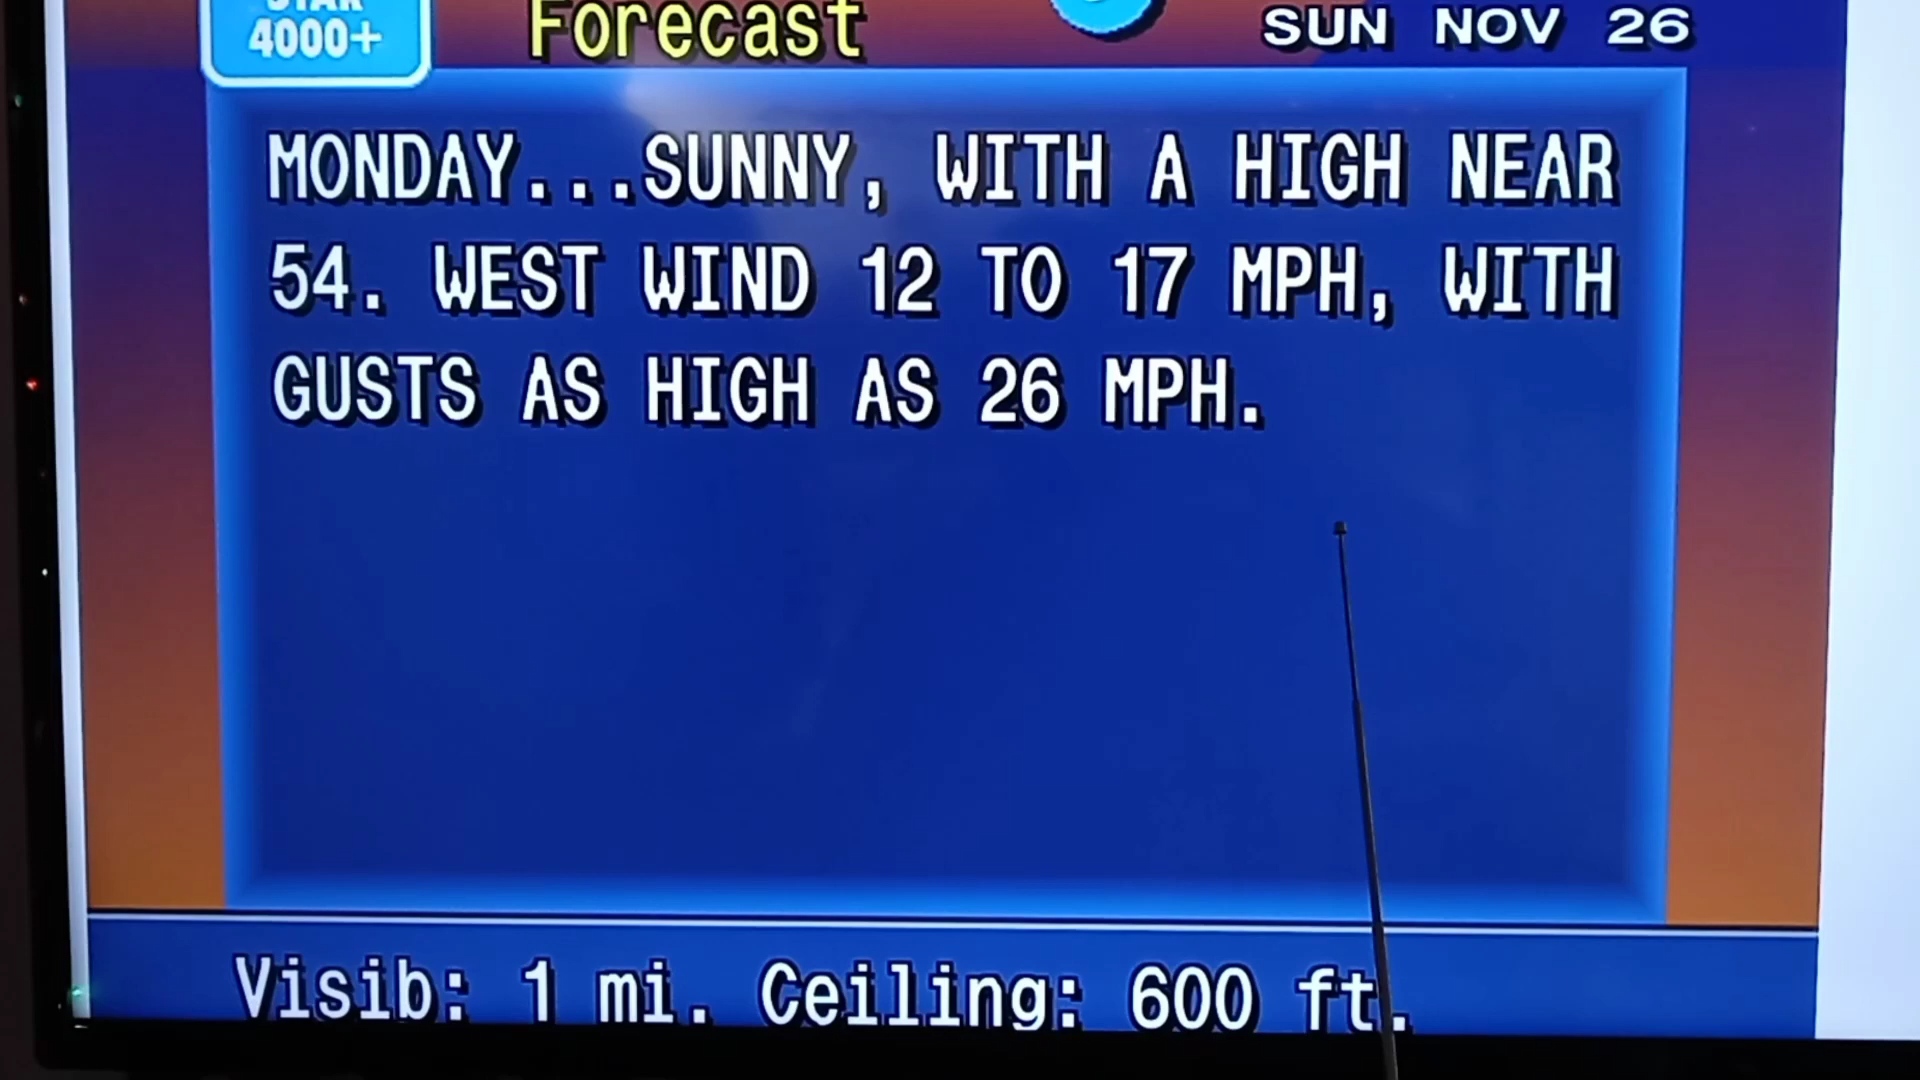 STAR
4000+
Forecast
SUN NOV 26
MONDAY...SUNNY, WITH A HIGH NEAR
54. WEST WIND 12 TO 17 MPH, WITH
GUSTS AS HIGH AS 26 MPH.
Visib: 1 mi. Ceiling: 600 ft.